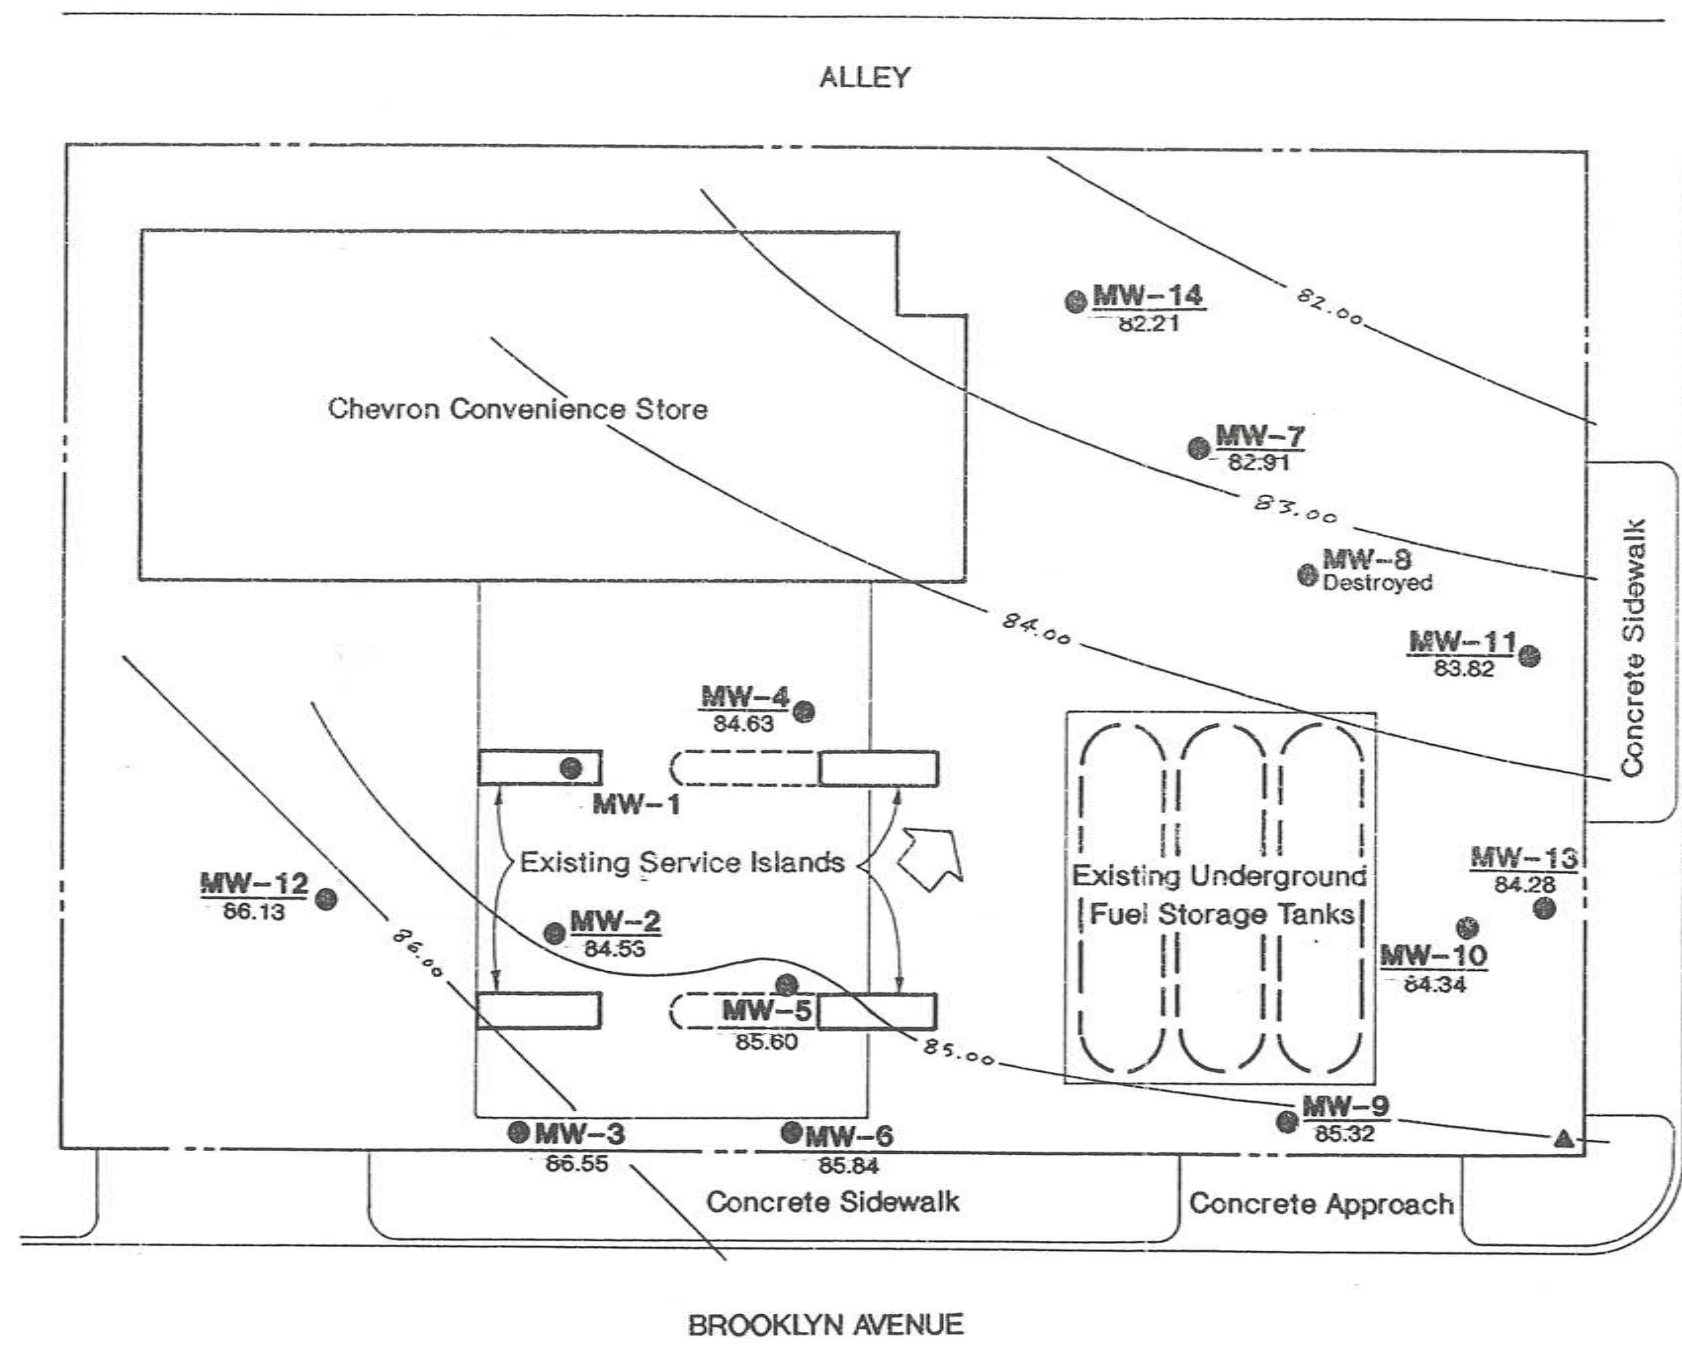 ALLEY
MW-14
82.21
82.00
Chevron Convenience Store
MW-7
82.91
83.00
MW-8
Destroyed
84.00
MW-11
83.82
Concrete Sidewalk
MW-4
84.63
MW-1
Existing Service Islands
MW-12
86.13
86.00
MW-2
84.53
Existing Underground
Fuel Storage Tanks
MW-13
84.28
MW-10
84.34
MW-5
85.60
85.00
MW-9
85.32
MW-3
86.55
MW-6
85.84
Concrete Sidewalk
Concrete Approach
BROOKLYN AVENUE